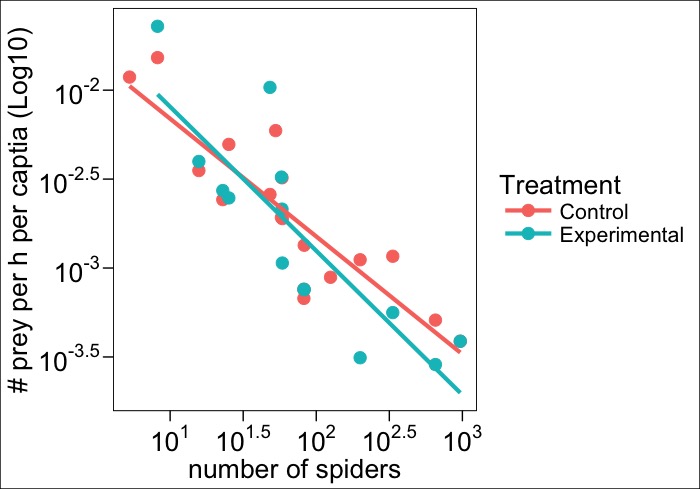 # prey per h per captia (Log10)
10^-2
10^-2.5
10^-3
10^-3.5
10^1
10^1.5
10^2
10^2.5
10^3
number of spiders
Treatment
Control
Experimental